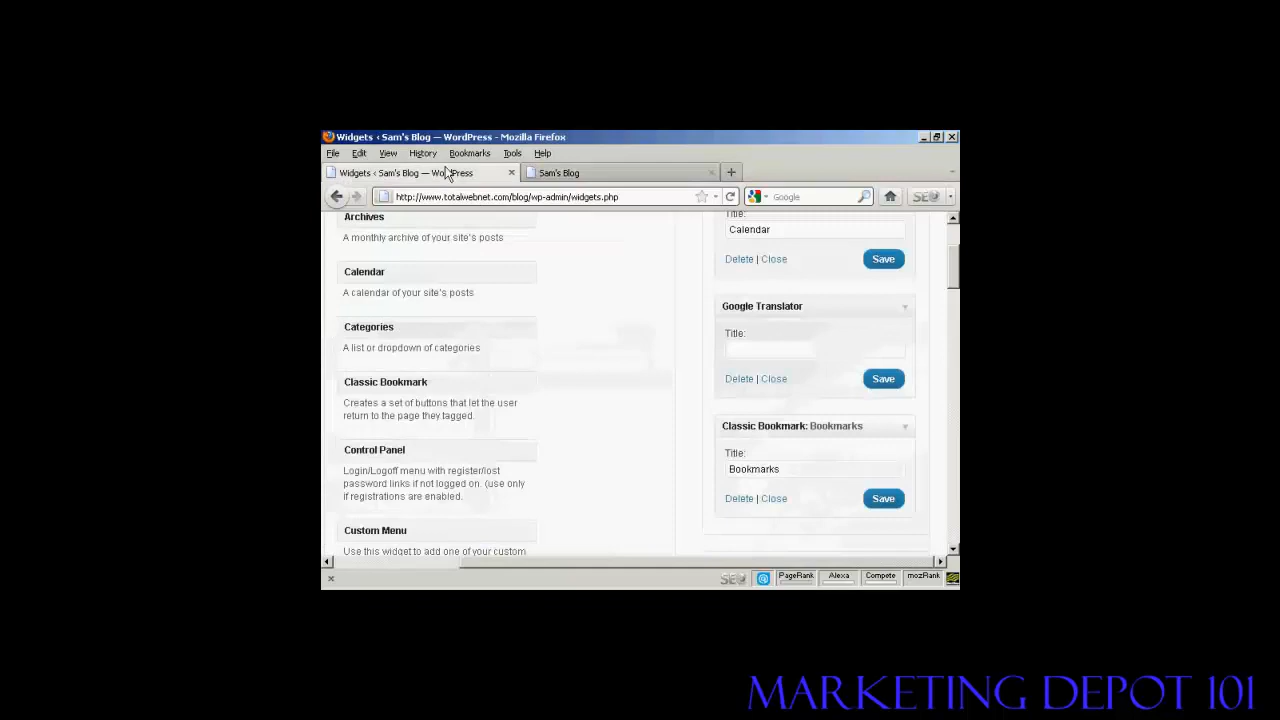 Widgets ‹ Sam's Blog — WordPress - Mozilla Firefox
File Edit View History Bookmarks Tools Help
Widgets ‹ Sam's Blog — WordPress
Sam's Blog
http://www.totalwebnet.com/blog/wp-admin/widgets.php
Google
Archives
A monthly archive of your site's posts
Calendar
A calendar of your site's posts
Categories
A list or dropdown of categories
Classic Bookmark
Creates a set of buttons that let the user
return to the page they tagged.
Control Panel
Login/Logoff menu with register/lost
password links if not logged on. (use only
if registrations are enabled.
Custom Menu
Use this widget to add one of your custom
Title:
Calendar
Delete | Close
Save
Google Translator
Title:
Delete | Close
Save
Classic Bookmark: Bookmarks
Title:
Bookmarks
Delete | Close
Save
PageRank
Alexa
Compete
mozRank
MARKETING DEPOT 101